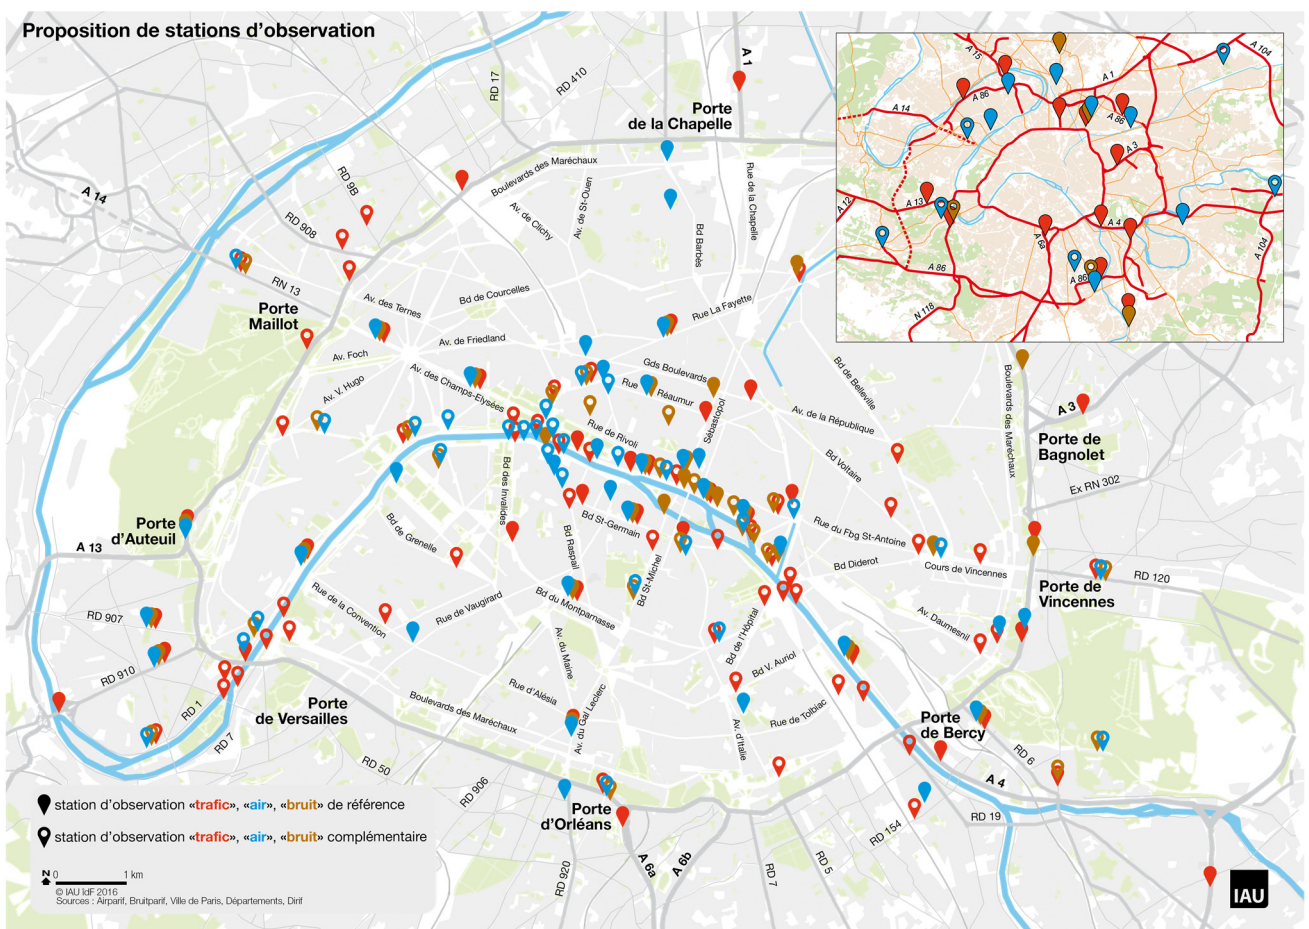 Proposition de stations d'observation
A 1
RD 17
RD 410
Porte
de la Chapelle
Boulevards des Maréchaux
Av. de St-Ouen
Av. de Clichy
Rue de la Chapelle
Bd Barbès
RD 9B
RD 908
A 14
RN 13
Porte
Maillot
Av. des Ternes
Bd de Courcelles
Rue La Fayette
Av. de Friedland
Av. Foch
Av. V. Hugo
Av. des Champs-Elysées
Gds Boulevards
Rue Réaumur
Sébastopol
Rue de Rivoli
Av. de la République
Bd de Belleville
Bd Voltaire
Boulevards des Maréchaux
A 3
Porte de
Bagnolet
Ex RN 302
A 15
A 86
A 1
A 104
A 14
A 86
A 3
A 12
A 13
A 4
A 6a
A 86
A 86
N 118
A 104
Porte
d'Auteuil
A 13
Bd des Invalides
Bd de Grenelle
Bd St-Germain
Bd Raspail
Bd St-Michel
Rue du Fbg St-Antoine
Bd Diderot
Cours de Vincennes
Porte de
Vincennes
RD 120
RD 907
RD 910
Rue de la Convention
Rue de Vaugirard
Bd du Montparnasse
Bd de l'Hôpital
Av. Daumesnil
Av. du Maine
Bd V. Auriol
RD 1
RD 7
Porte
de Versailles
Rue d'Alésia
Av. du Gal Leclerc
Boulevards des Maréchaux
Av. d'Italie
Rue de Tolbiac
Porte
de Bercy
RD 6
A 4
RD 50
RD 906
Porte
d'Orléans
RD 19
RD 154
RD 920
A 6a
A 6b
RD 7
RD 5
station d'observation «trafic», «air», «bruit» de référence
station d'observation «trafic», «air», «bruit» complémentaire
N
0 1 km
© IAU îdF 2016
Sources : Airparif, Bruitparif, Ville de Paris, Départements, Dirif
IAU